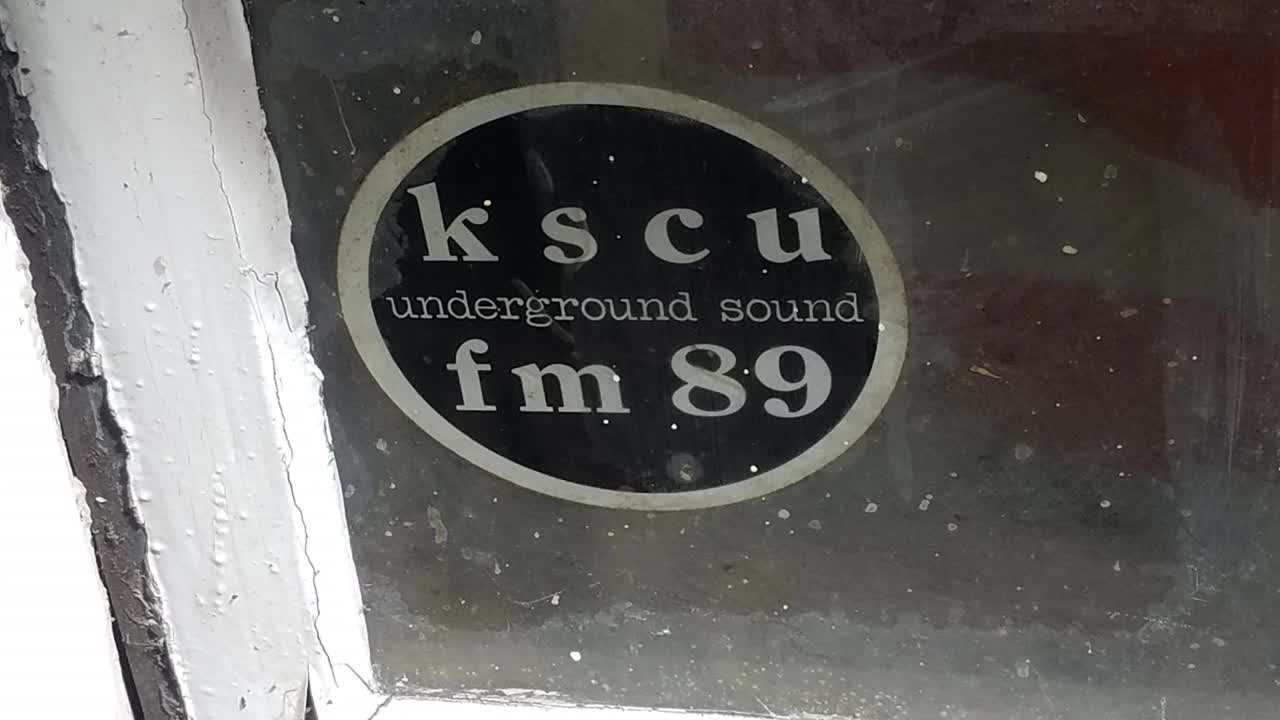 k s c u
underground sound
fm 89